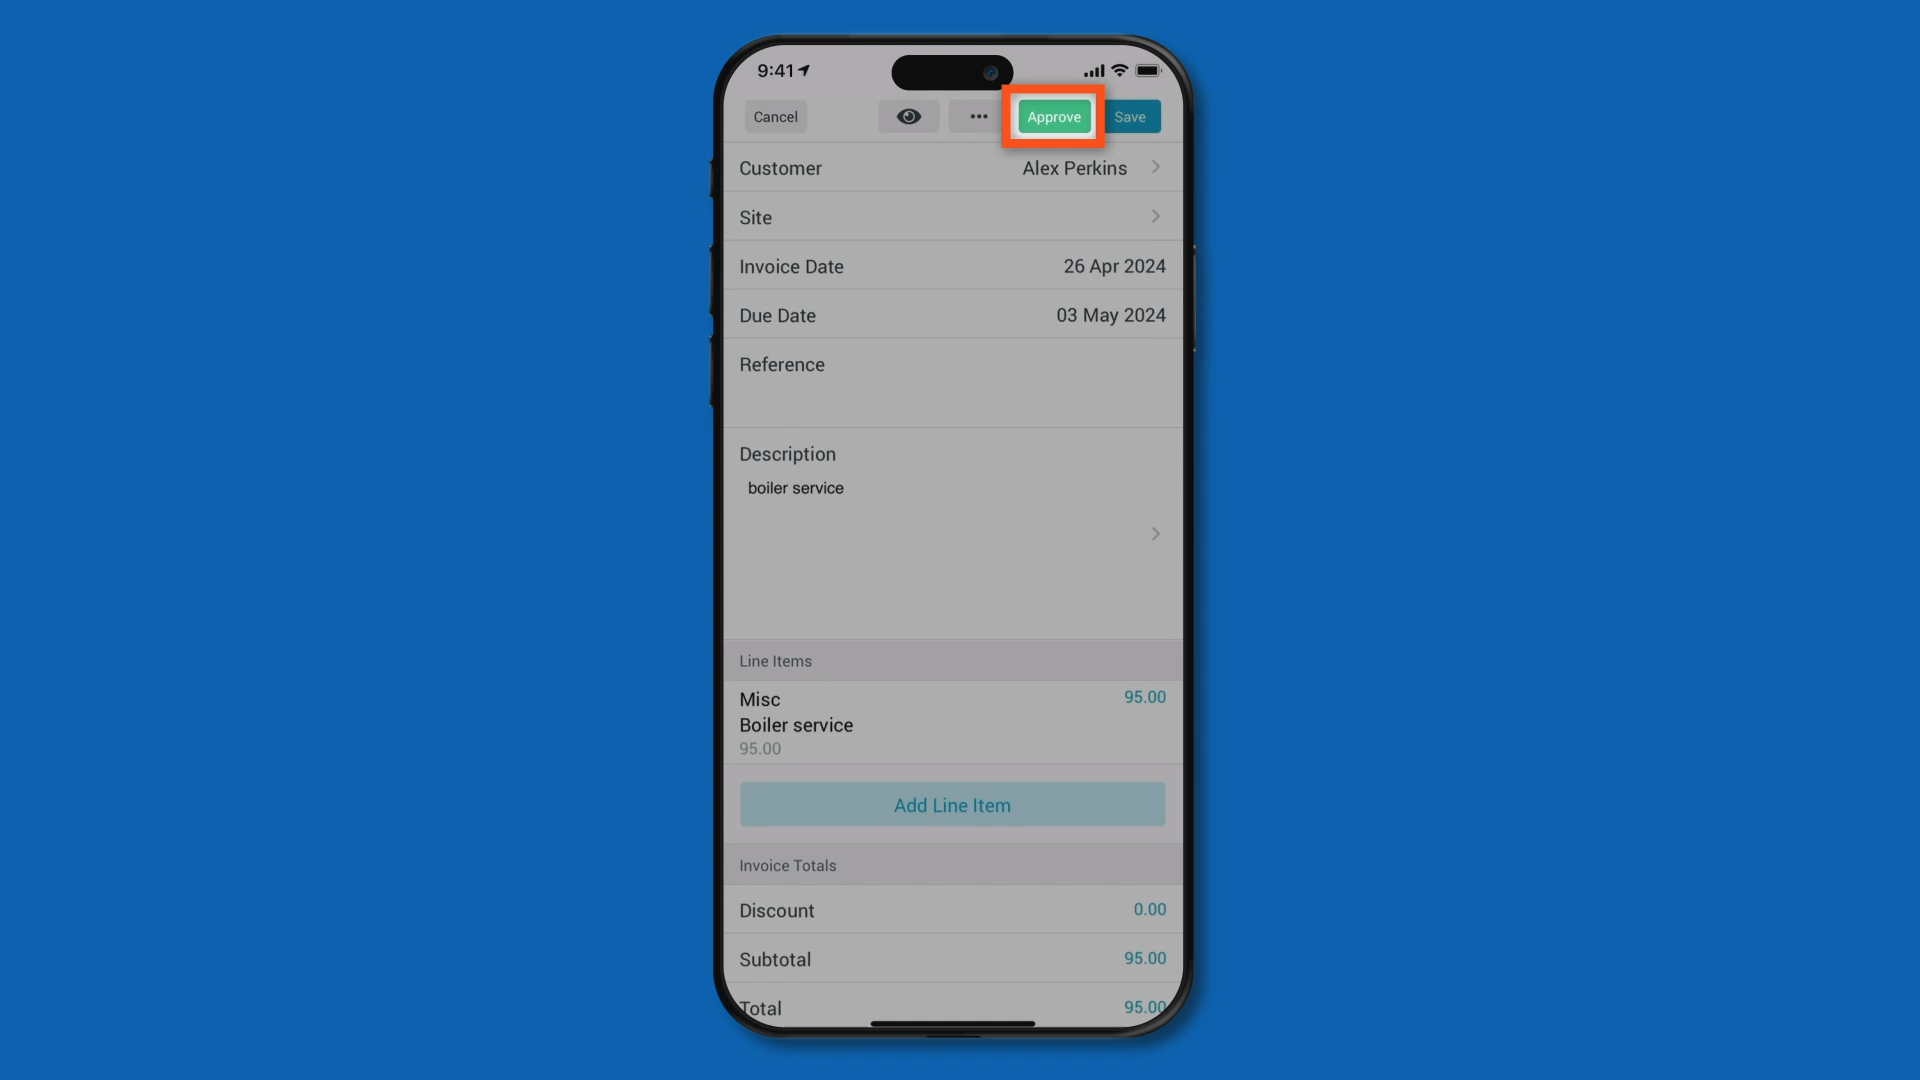 9:41
Cancel ••• Approve Save
Customer Alex Perkins
Site
Invoice Date 26 Apr 2024
Due Date 03 May 2024
Reference
Description
boiler service
Line Items
Misc 95.00
Boiler service
95.00
Add Line Item
Invoice Totals
Discount 0.00
Subtotal 95.00
Total 95.00